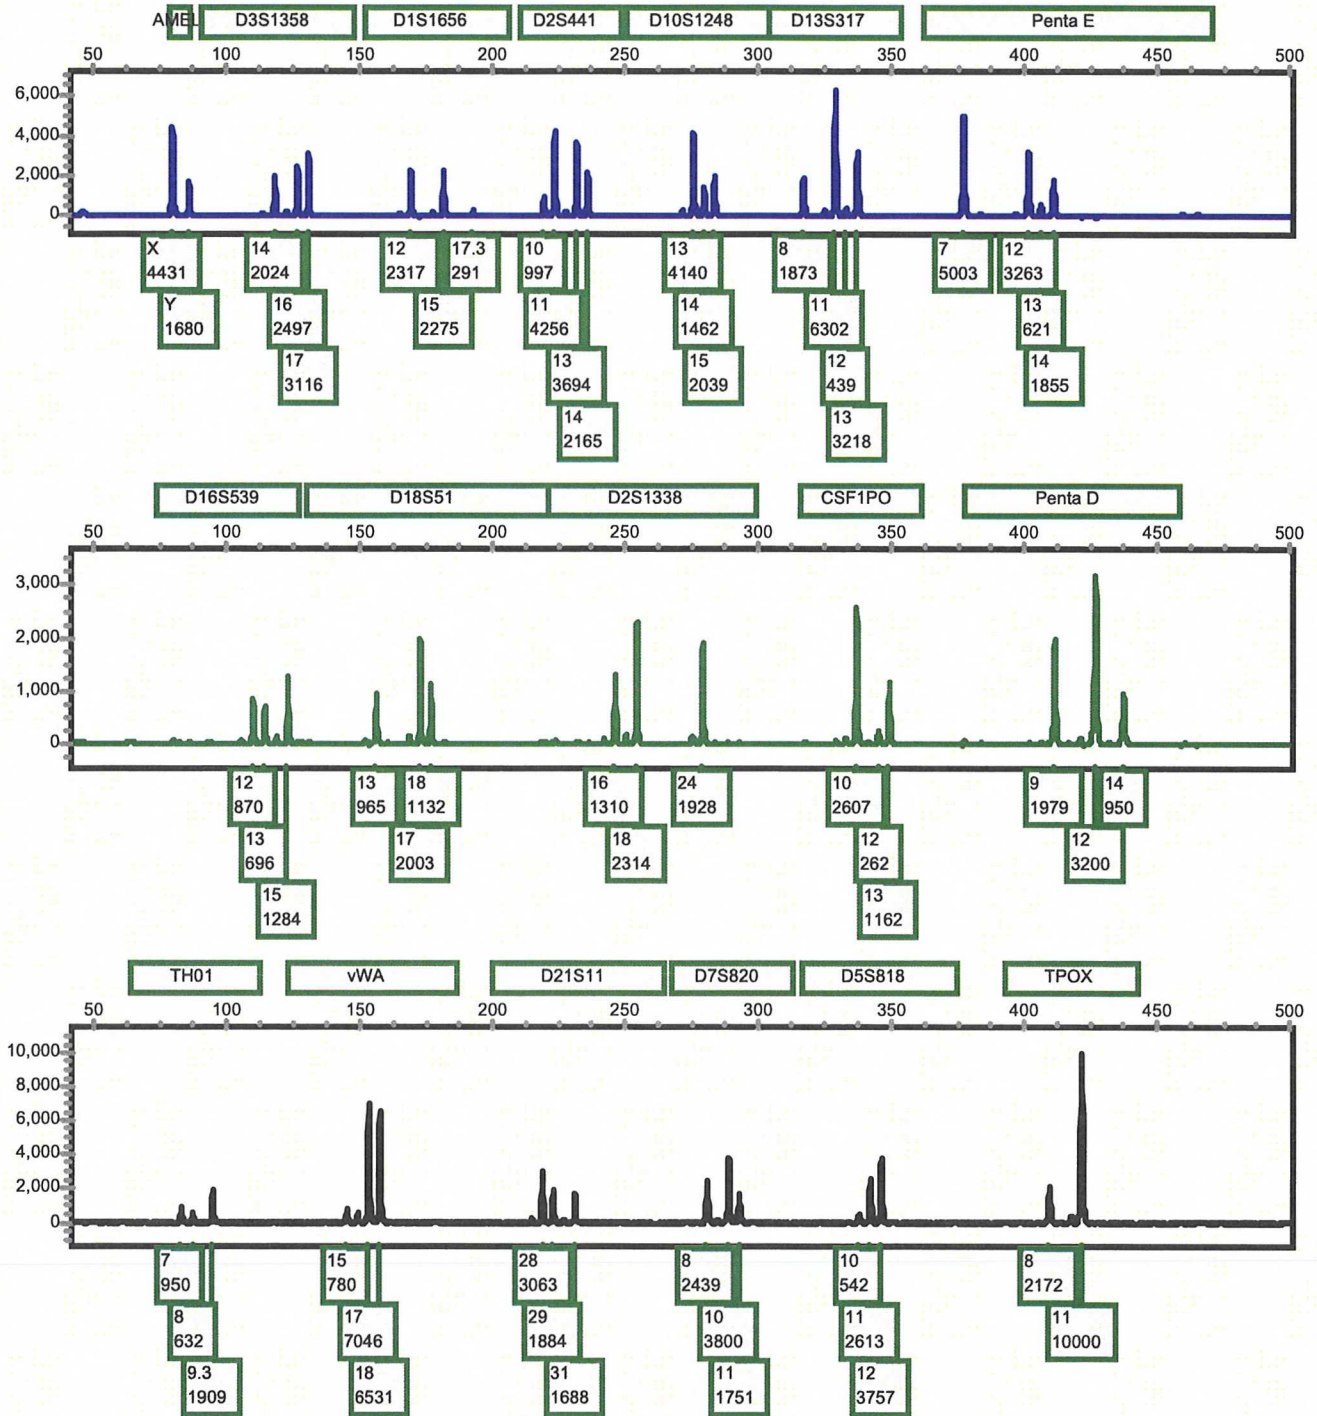 AMEL D3S1358 D1S1656 D2S441 D10S1248 D13S317 Penta E
50 100 150 200 250 300 350 400 450 500
6,000
4,000
2,000
0
X 14 12 17.3 10 13 8 7 12
4431 2024 2317 291 997 4140 1873 5003 3263
Y 16 15 11 14 11 13
1680 2497 2275 4256 1462 6302 621
17 13 15 12 14
3116 3694 2039 439 1855
14 13
2165 3218
D16S539 D18S51 D2S1338 CSF1PO Penta D
50 100 150 200 250 300 350 400 450 500
3,000
2,000
1,000
0
12 13 18 16 24 10 9 14
870 965 1132 1310 1928 2607 1979 950
13 17 18 12 12
696 2003 2314 262 3200
15 13
1284 1162
TH01 vWA D21S11 D7S820 D5S818 TPOX
50 100 150 200 250 300 350 400 450 500
10,000
8,000
6,000
4,000
2,000
0
7 15 28 8 10 8
950 780 3063 2439 542 2172
8 17 29 10 11 11
632 7046 1884 3800 2613 10000
9.3 18 31 11 12
1909 6531 1688 1751 3757